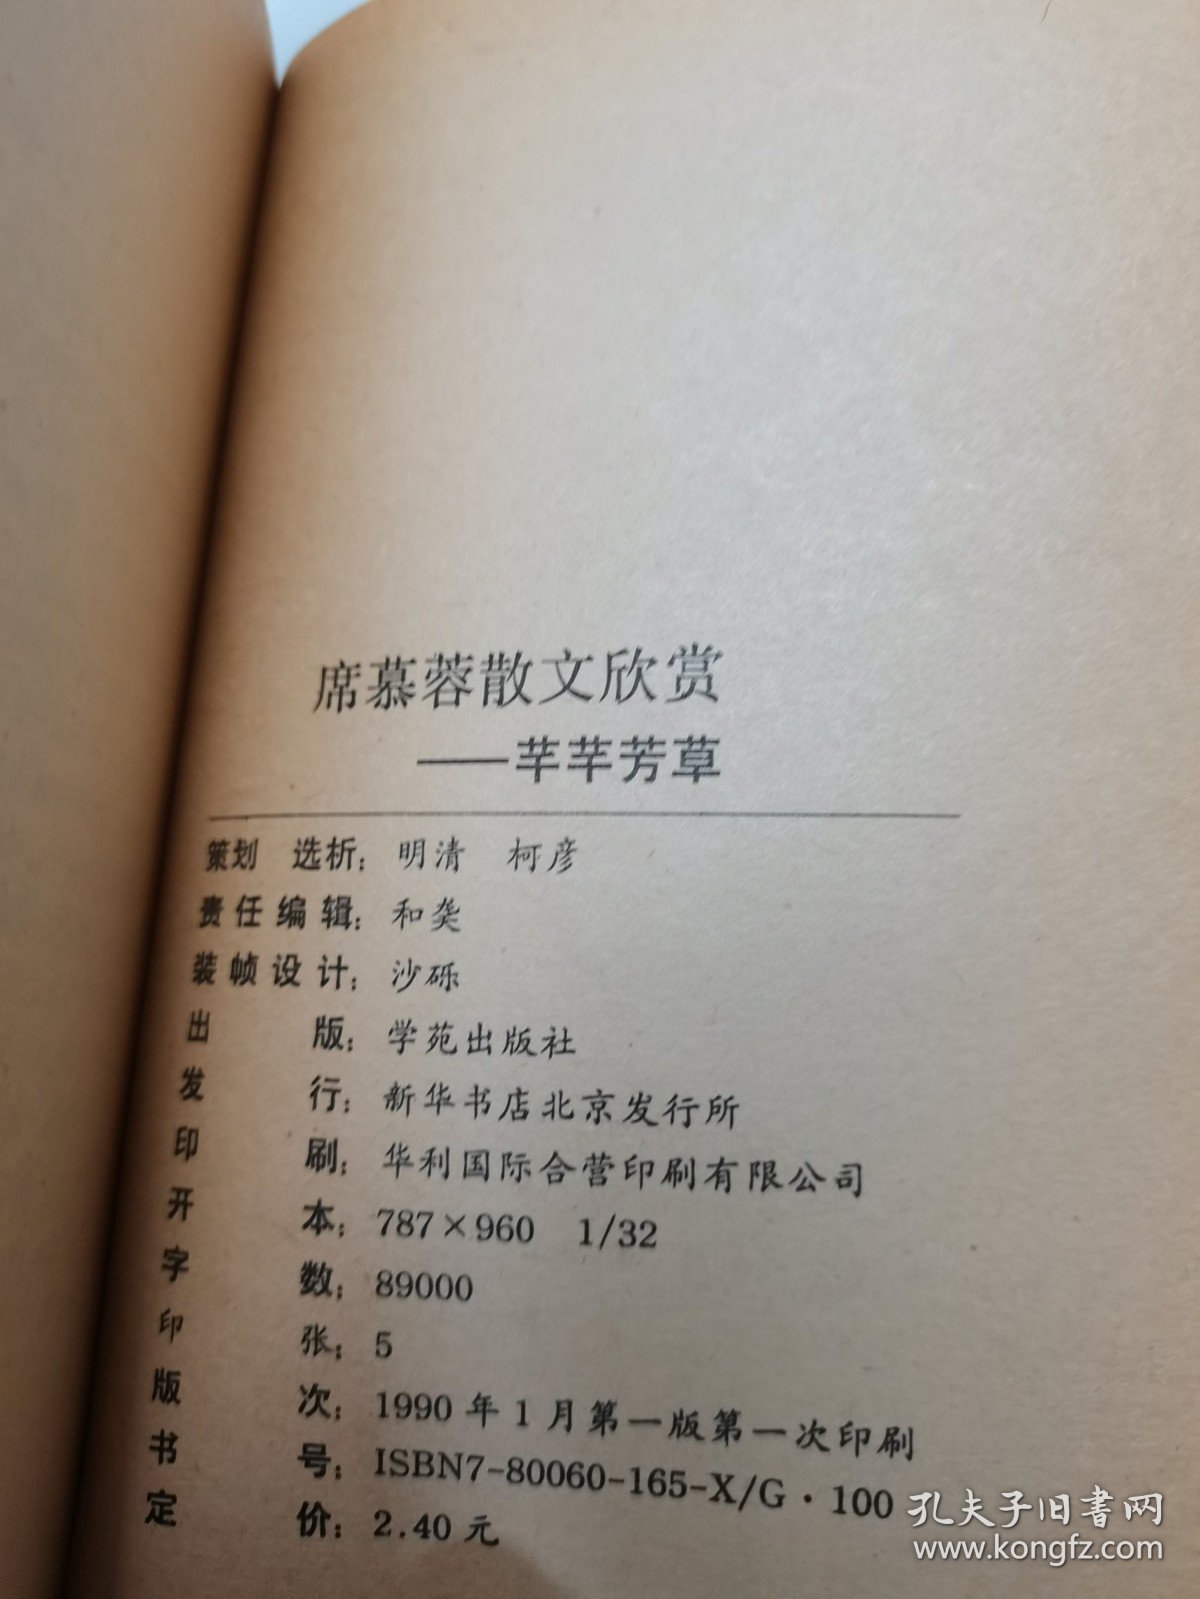 席慕蓉散文欣赏
——芊芊芳草
策划 选析：明清 柯彦
责任编辑：和龚
装帧设计：沙砾
出版：学苑出版社
发行：新华书店北京发行所
印刷：华利国际合营印刷有限公司
开本：787×960 1/32
字数：89000
印张：5
版次：1990年1月第一版第一次印刷
书号：ISBN7-80060-165-X/G·100
定价：2.40元
孔夫子旧书网
www.kongfz.com